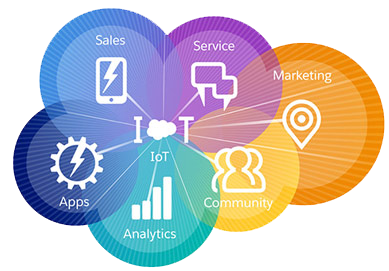 Sales
Service
Marketing
I T
IoT
Apps
Community
Analytics